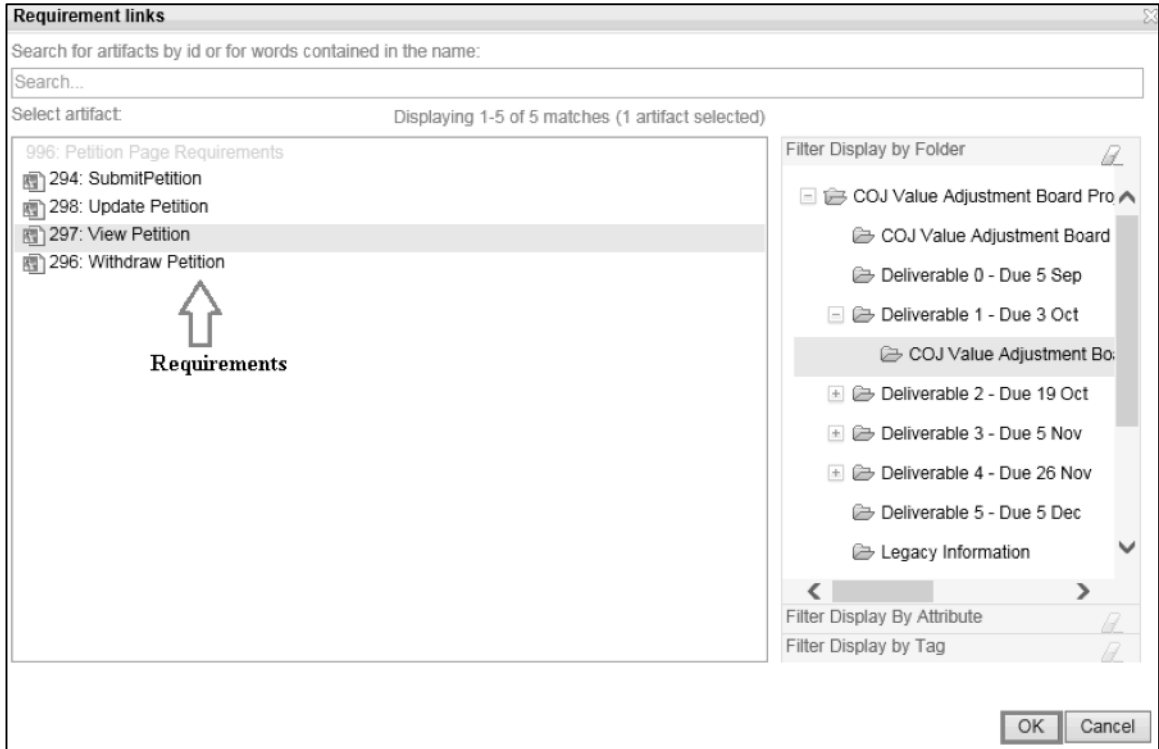 Requirement links
Search for artifacts by id or for words contained in the name:
Search...
Select artifact:
Displaying 1-5 of 5 matches (1 artifact selected)
996: Petition Page Requirements
294: SubmitPetition
298: Update Petition
297: View Petition
296: Withdraw Petition
Requirements
Filter Display by Folder
COJ Value Adjustment Board Pro
COJ Value Adjustment Board
Deliverable 0 - Due 5 Sep
Deliverable 1 - Due 3 Oct
COJ Value Adjustment Bo
Deliverable 2 - Due 19 Oct
Deliverable 3 - Due 5 Nov
Deliverable 4 - Due 26 Nov
Deliverable 5 - Due 5 Dec
Legacy Information
Filter Display By Attribute
Filter Display by Tag
OK
Cancel